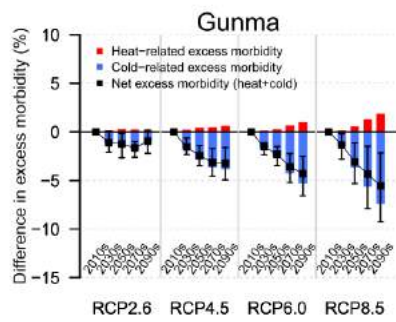 Gunma
Difference in excess morbidity (%)
10
5
0
−5
−10
−15
Heat−related excess morbidity
Cold−related excess morbidity
Net excess morbidity (heat+cold)
2010s 2030s 2050s 2070s 2090s 2010s 2030s 2050s 2070s 2090s 2010s 2030s 2050s 2070s 2090s 2010s 2030s 2050s 2070s 2090s
RCP2.6 RCP4.5 RCP6.0 RCP8.5